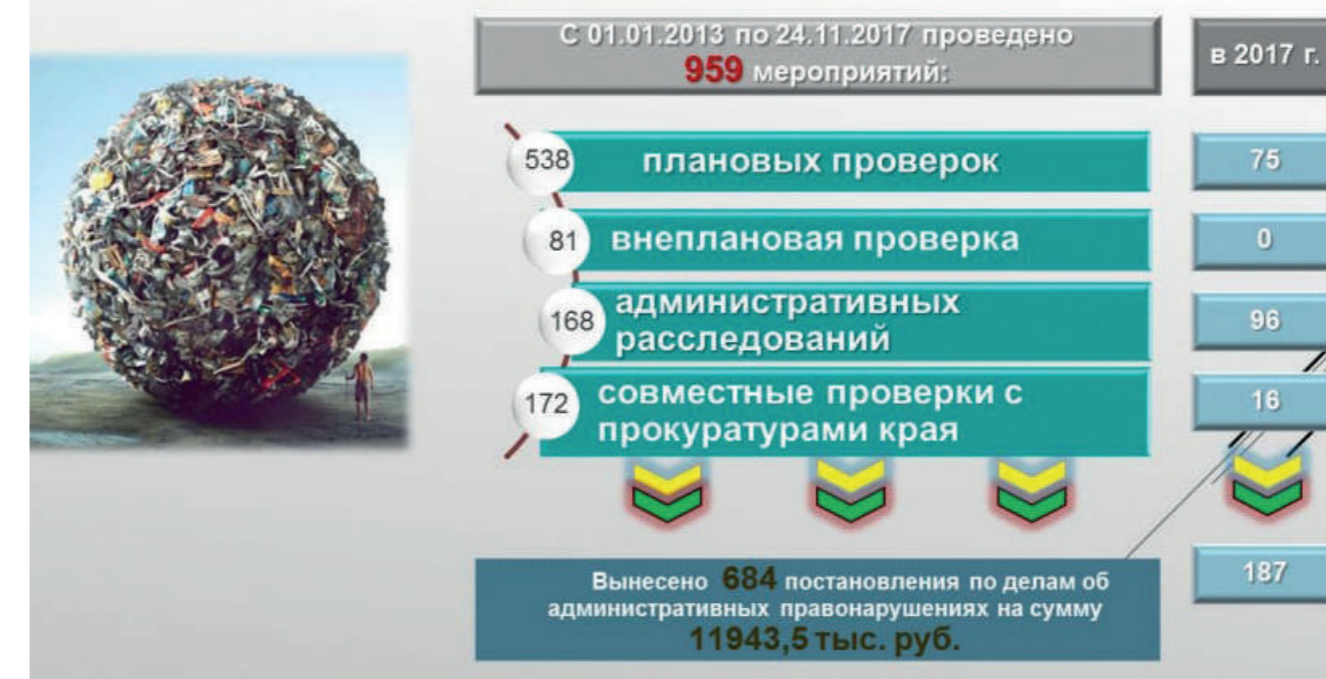 С 01.01.2013 по 24.11.2017 проведено
959 мероприятий:
в 2017 г.
538
плановых проверок
75
81
внеплановая проверка
0
168
административных
расследований
96
172
совместные проверки с
прокуратурами края
16
Вынесено 684 постановления по делам об
административных правонарушениях на сумму
11943,5 тыс. руб.
187